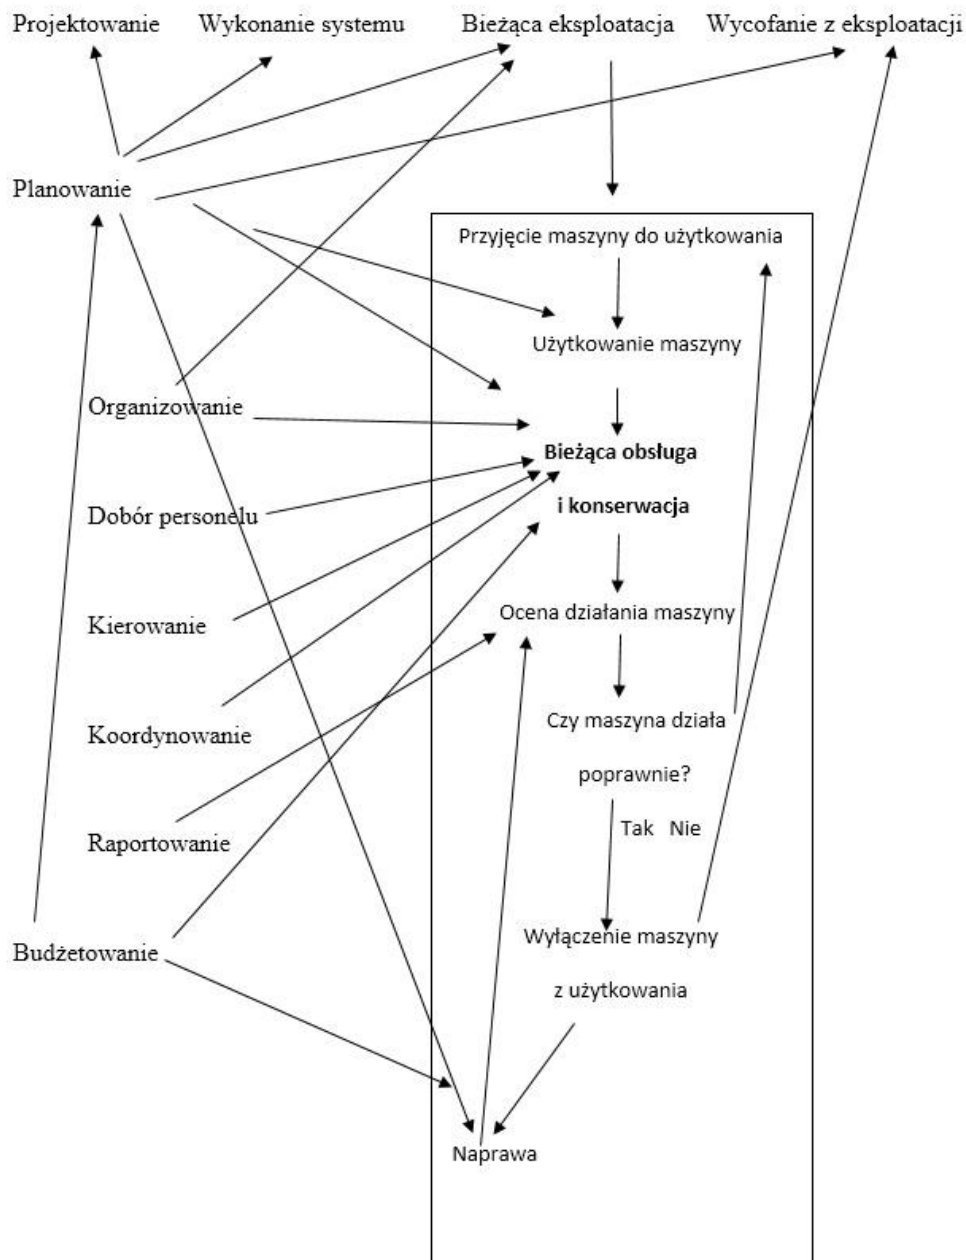 Projektowanie Wykonanie systemu Bieżąca eksploatacja Wycofanie z eksploatacji
Planowanie
Przyjęcie maszyny do użytkowania
Użytkowanie maszyny
Organizowanie
Bieżąca obsługa
i konserwacja
Dobór personelu
Ocena działania maszyny
Kierowanie
Czy maszyna działa
Koordynowanie
poprawnie?
Tak Nie
Raportowanie
Wyłączenie maszyny
Budżetowanie
z użytkowania
Naprawa